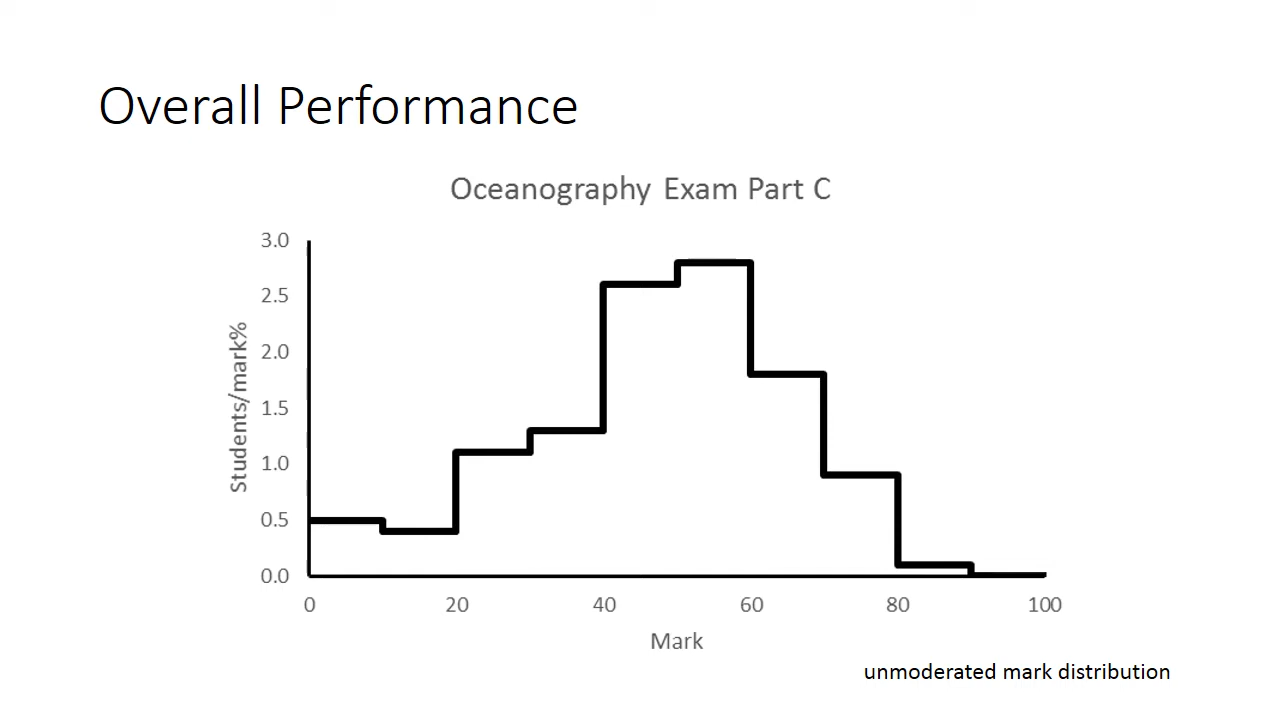 Overall Performance
Oceanography Exam Part C
3.0
2.5
2.0
1.5
1.0
0.5
0.0
Students/mark%
0 20 40 60 80 100
Mark
unmoderated mark distribution